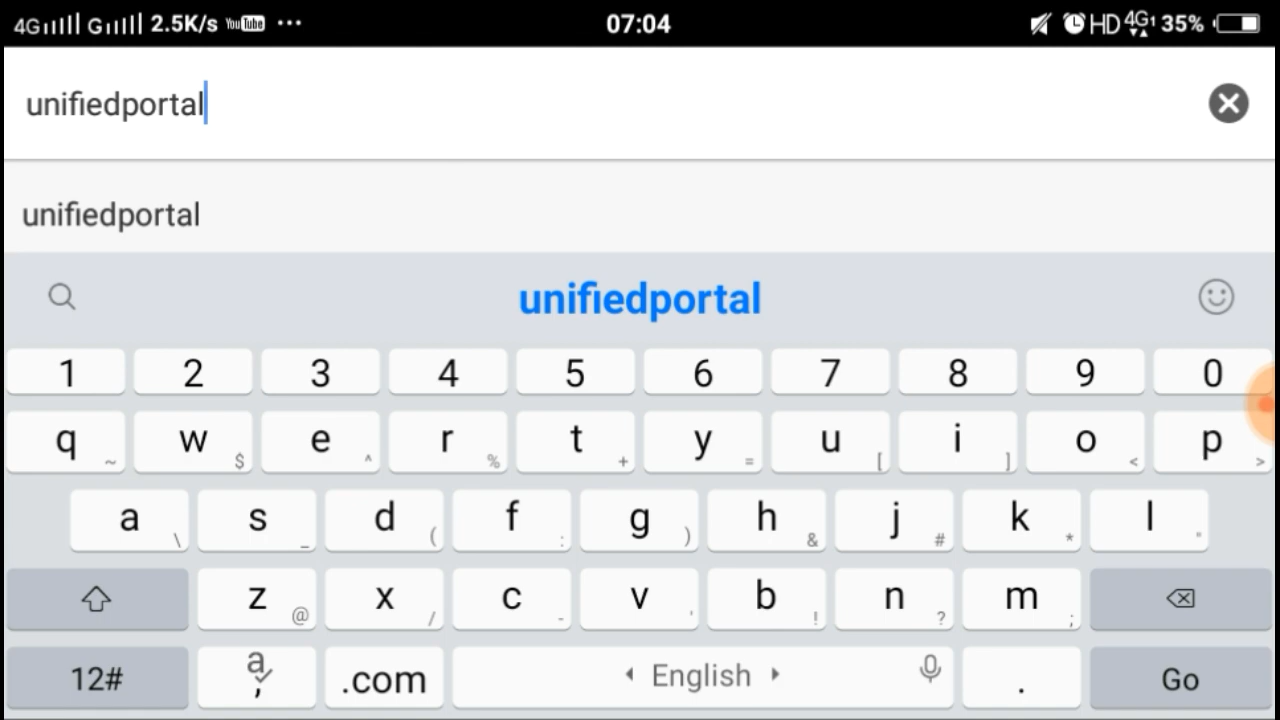 4G G 2.5K/s YouTube ... 07:04 HD 4G1 35%
unifiedportal
unifiedportal
unifiedportal
1 2 3 4 5 6 7 8 9 0
q ~ w $ e ^ r % t + y = u [ i ] o < p >
a \ s _ d ( f : g ) h & j # k * l "
z @ x / c - v ' b ! n ? m ;
12# a , .com English . Go